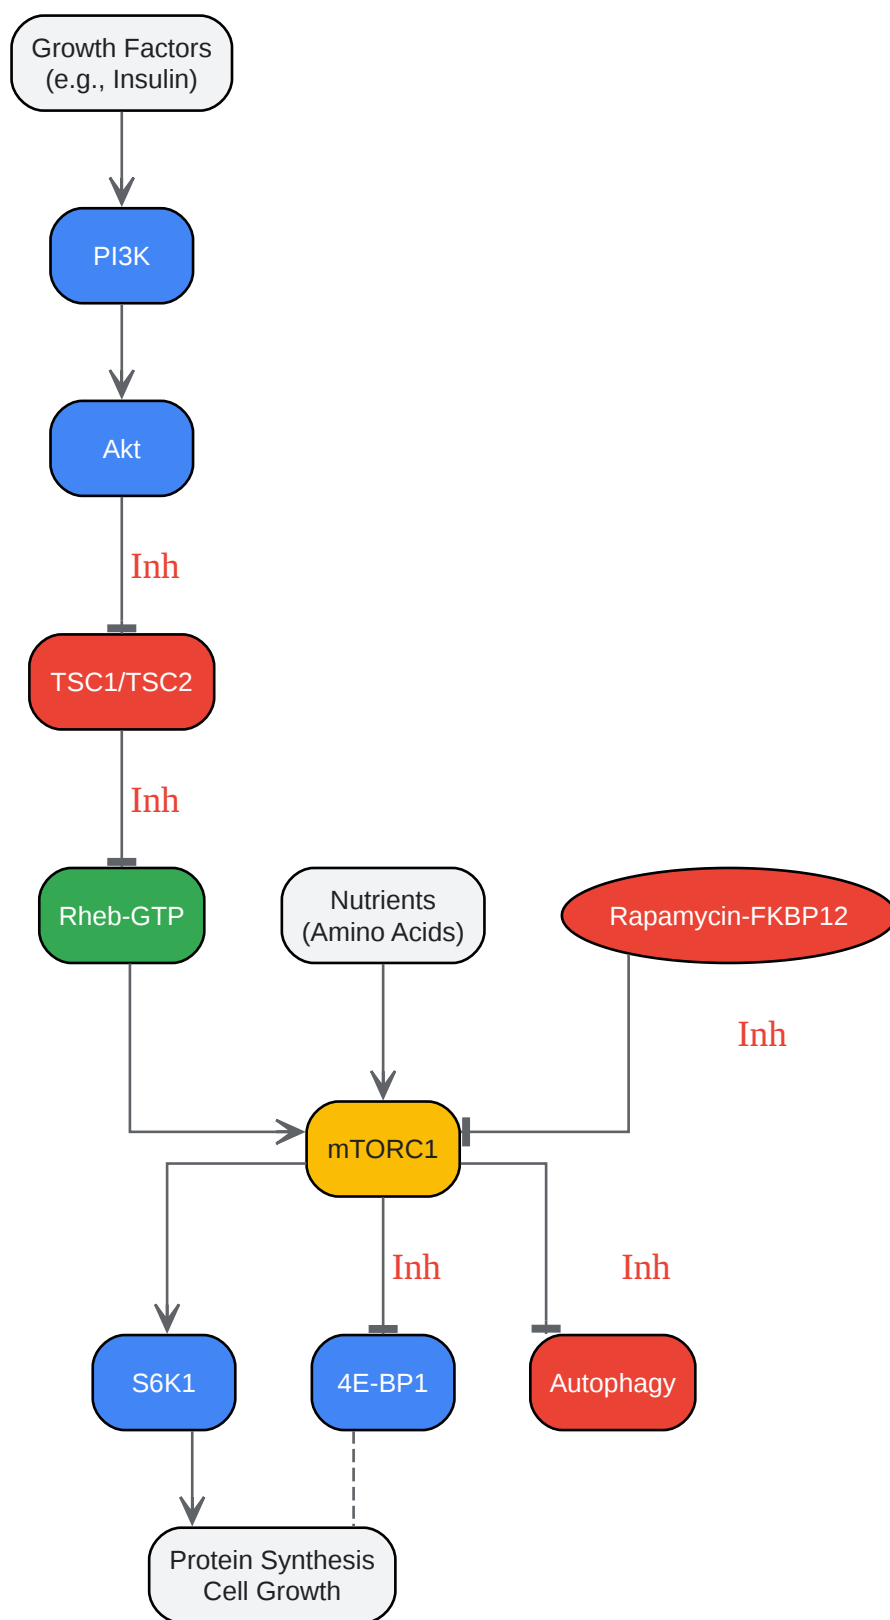 Growth Factors
(e.g., Insulin)
PI3K
Akt
Inh
TSC1/TSC2
Inh
Rheb-GTP
Nutrients
(Amino Acids)
Rapamycin-FKBP12
Inh
mTORC1
Inh
Inh
S6K1
4E-BP1
Autophagy
Protein Synthesis
Cell Growth